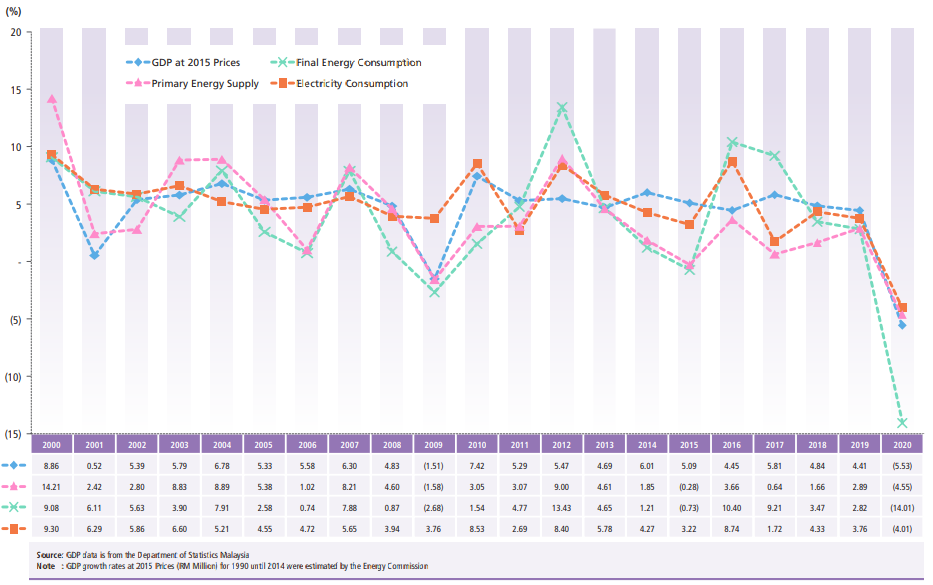 (%)
20
15
10
5
-
(5)
(10)
(15)
GDP at 2015 Prices Final Energy Consumption
Primary Energy Supply Electricity Consumption
2000 2001 2002 2003 2004 2005 2006 2007 2008 2009 2010 2011 2012 2013 2014 2015 2016 2017 2018 2019 2020
8.86 0.52 5.39 5.79 6.78 5.33 5.58 6.30 4.83 (1.51) 7.42 5.29 5.47 4.69 6.01 5.09 4.45 5.81 4.84 4.41 (5.53)
14.21 2.42 2.80 8.83 8.89 5.38 1.02 8.21 4.60 (1.58) 3.05 3.07 9.00 4.61 1.85 (0.28) 3.66 0.64 1.66 2.89 (4.55)
9.08 6.11 5.63 3.90 7.91 2.58 0.74 7.88 0.87 (2.68) 1.54 4.77 13.43 4.65 1.21 (0.73) 10.40 9.21 3.47 2.82 (14.01)
9.30 6.29 5.86 6.60 5.21 4.55 4.72 5.65 3.94 3.76 8.53 2.69 8.40 5.78 4.27 3.22 8.74 1.72 4.33 3.76 (4.01)
Source: GDP data is from the Department of Statistics Malaysia
Note : GDP growth rates at 2015 Prices (RM Million) for 1990 until 2014 were estimated by the Energy Commission